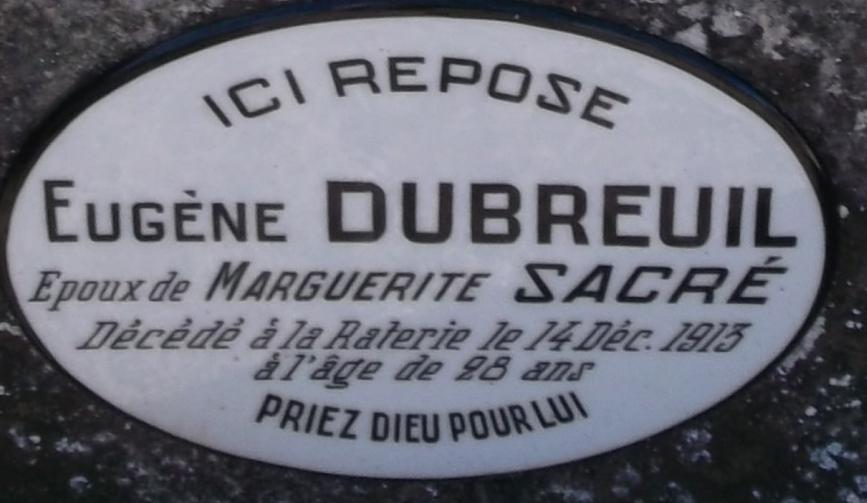 ICI REPOSE
EUGÈNE DUBREUIL
Epoux de MARGUERITE SACRÉ
Décédé à la Raterie le 14 Déc. 1913
à l'âge de 28 ans
PRIEZ DIEU POUR LUI